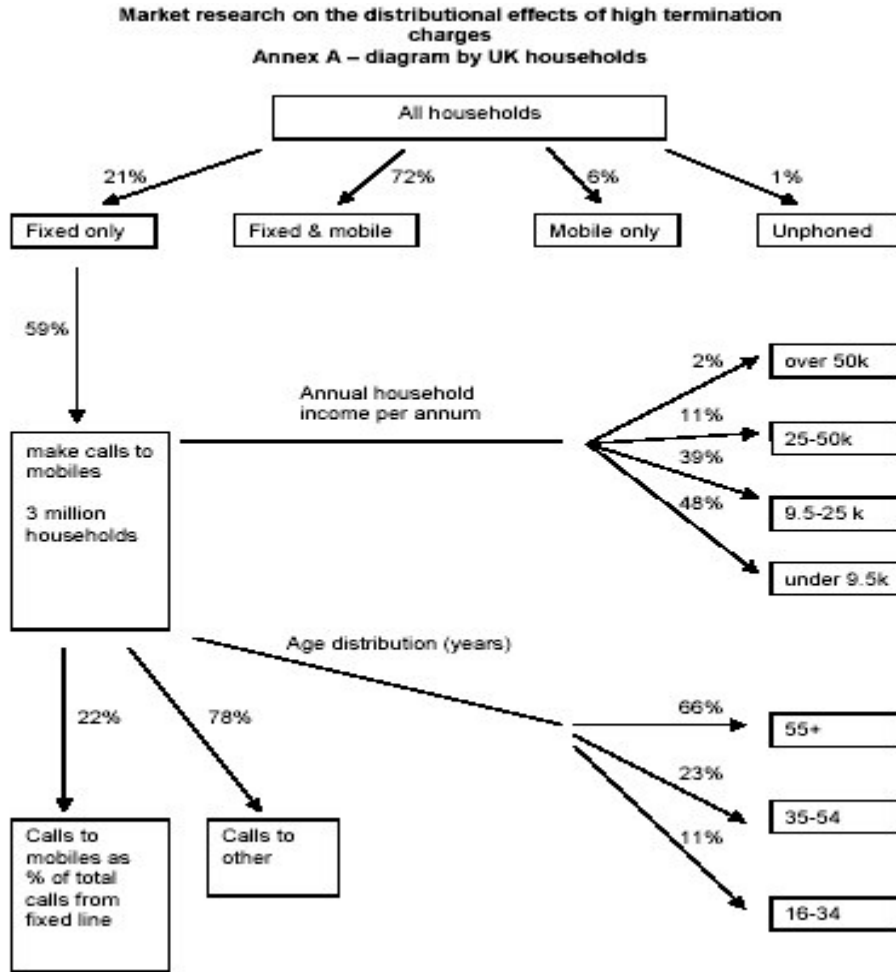 Market research on the distributional effects of high termination
charges
Annex A – diagram by UK households
All households
21%
72%
6%
1%
Fixed only
Fixed & mobile
Mobile only
Unphoned
59%
Annual household
income per annum
2%
over 50k
11%
25-50k
39%
9.5-25 k
48%
under 9.5k
make calls to
mobiles
3 million
households
Age distribution (years)
22%
78%
66%
55+
23%
35-54
11%
16-34
Calls to
mobiles as
% of total
calls from
fixed line
Calls to
other